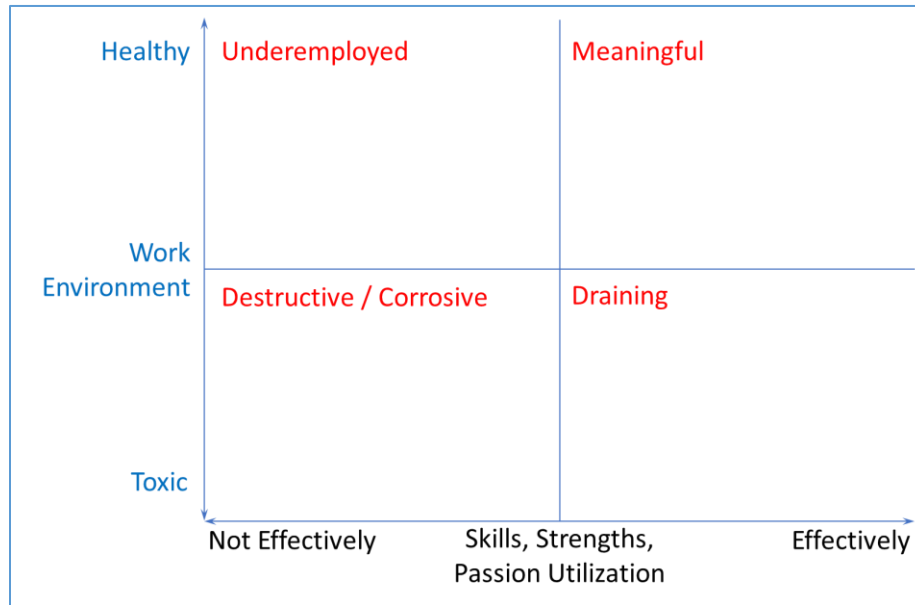 Healthy
Underemployed
Meaningful
Work
Environment
Destructive / Corrosive
Draining
Toxic
Not Effectively
Skills, Strengths,
Passion Utilization
Effectively